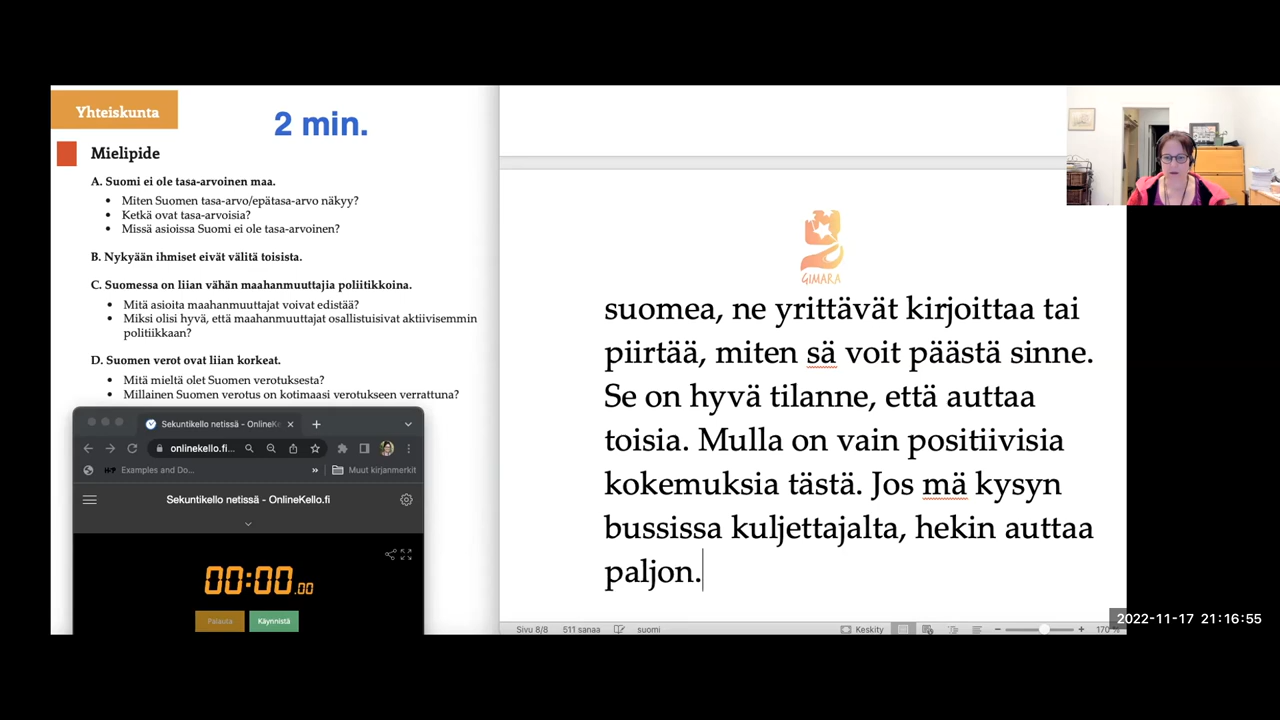 Yhteiskunta
2 min.
Mielipide
A. Suomi ei ole tasa-arvoinen maa.
• Miten Suomen tasa-arvo/epätasa-arvo näkyy?
• Ketkä ovat tasa-arvoisia?
• Missä asioissa Suomi ei ole tasa-arvoinen?
B. Nykyään ihmiset eivät välitä toisista.
C. Suomessa on liian vähän maahanmuuttajia poliitikkoina.
• Mitä asioita maahanmuuttajat voivat edistää?
• Miksi olisi hyvä, että maahanmuuttajat osallistuisivat aktiivisemmin
politiikkaan?
D. Suomen verot ovat liian korkeat.
• Mitä mieltä olet Suomen verotuksesta?
• Millainen Suomen verotus on kotimaasi verotukseen verrattuna?
Sekuntikello netissä - OnlineK
onlinekello.fi...
Examples and Do...
» Muut kirjanmerkit
Sekuntikello netissä - OnlineKello.fi
00:00.00
Palauta Käynnistä
GIMARA
suomea, ne yrittävät kirjoittaa tai
piirtää, miten sä voit päästä sinne.
Se on hyvä tilanne, että auttaa
toisia. Mulla on vain positiivisia
kokemuksia tästä. Jos mä kysyn
bussissa kuljettajalta, hekin auttaa
paljon.
Sivu 8/8 511 sanaa suomi Keskity 170 %
2022-11-17 21:16:55